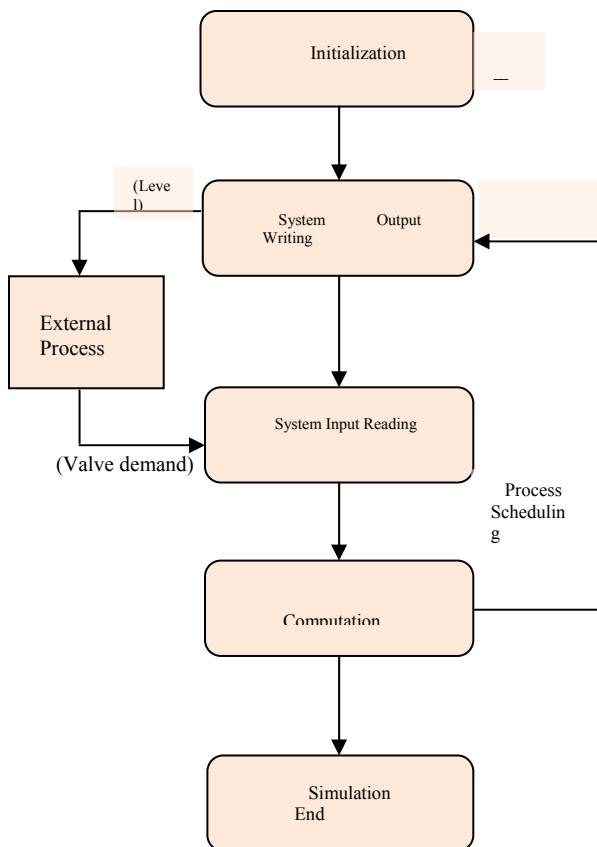 Initialization
(Leve
l)
System Output
Writing
External
Process
System Input Reading
(Valve demand)
Process
Schedulin
g
Computation
Simulation
End